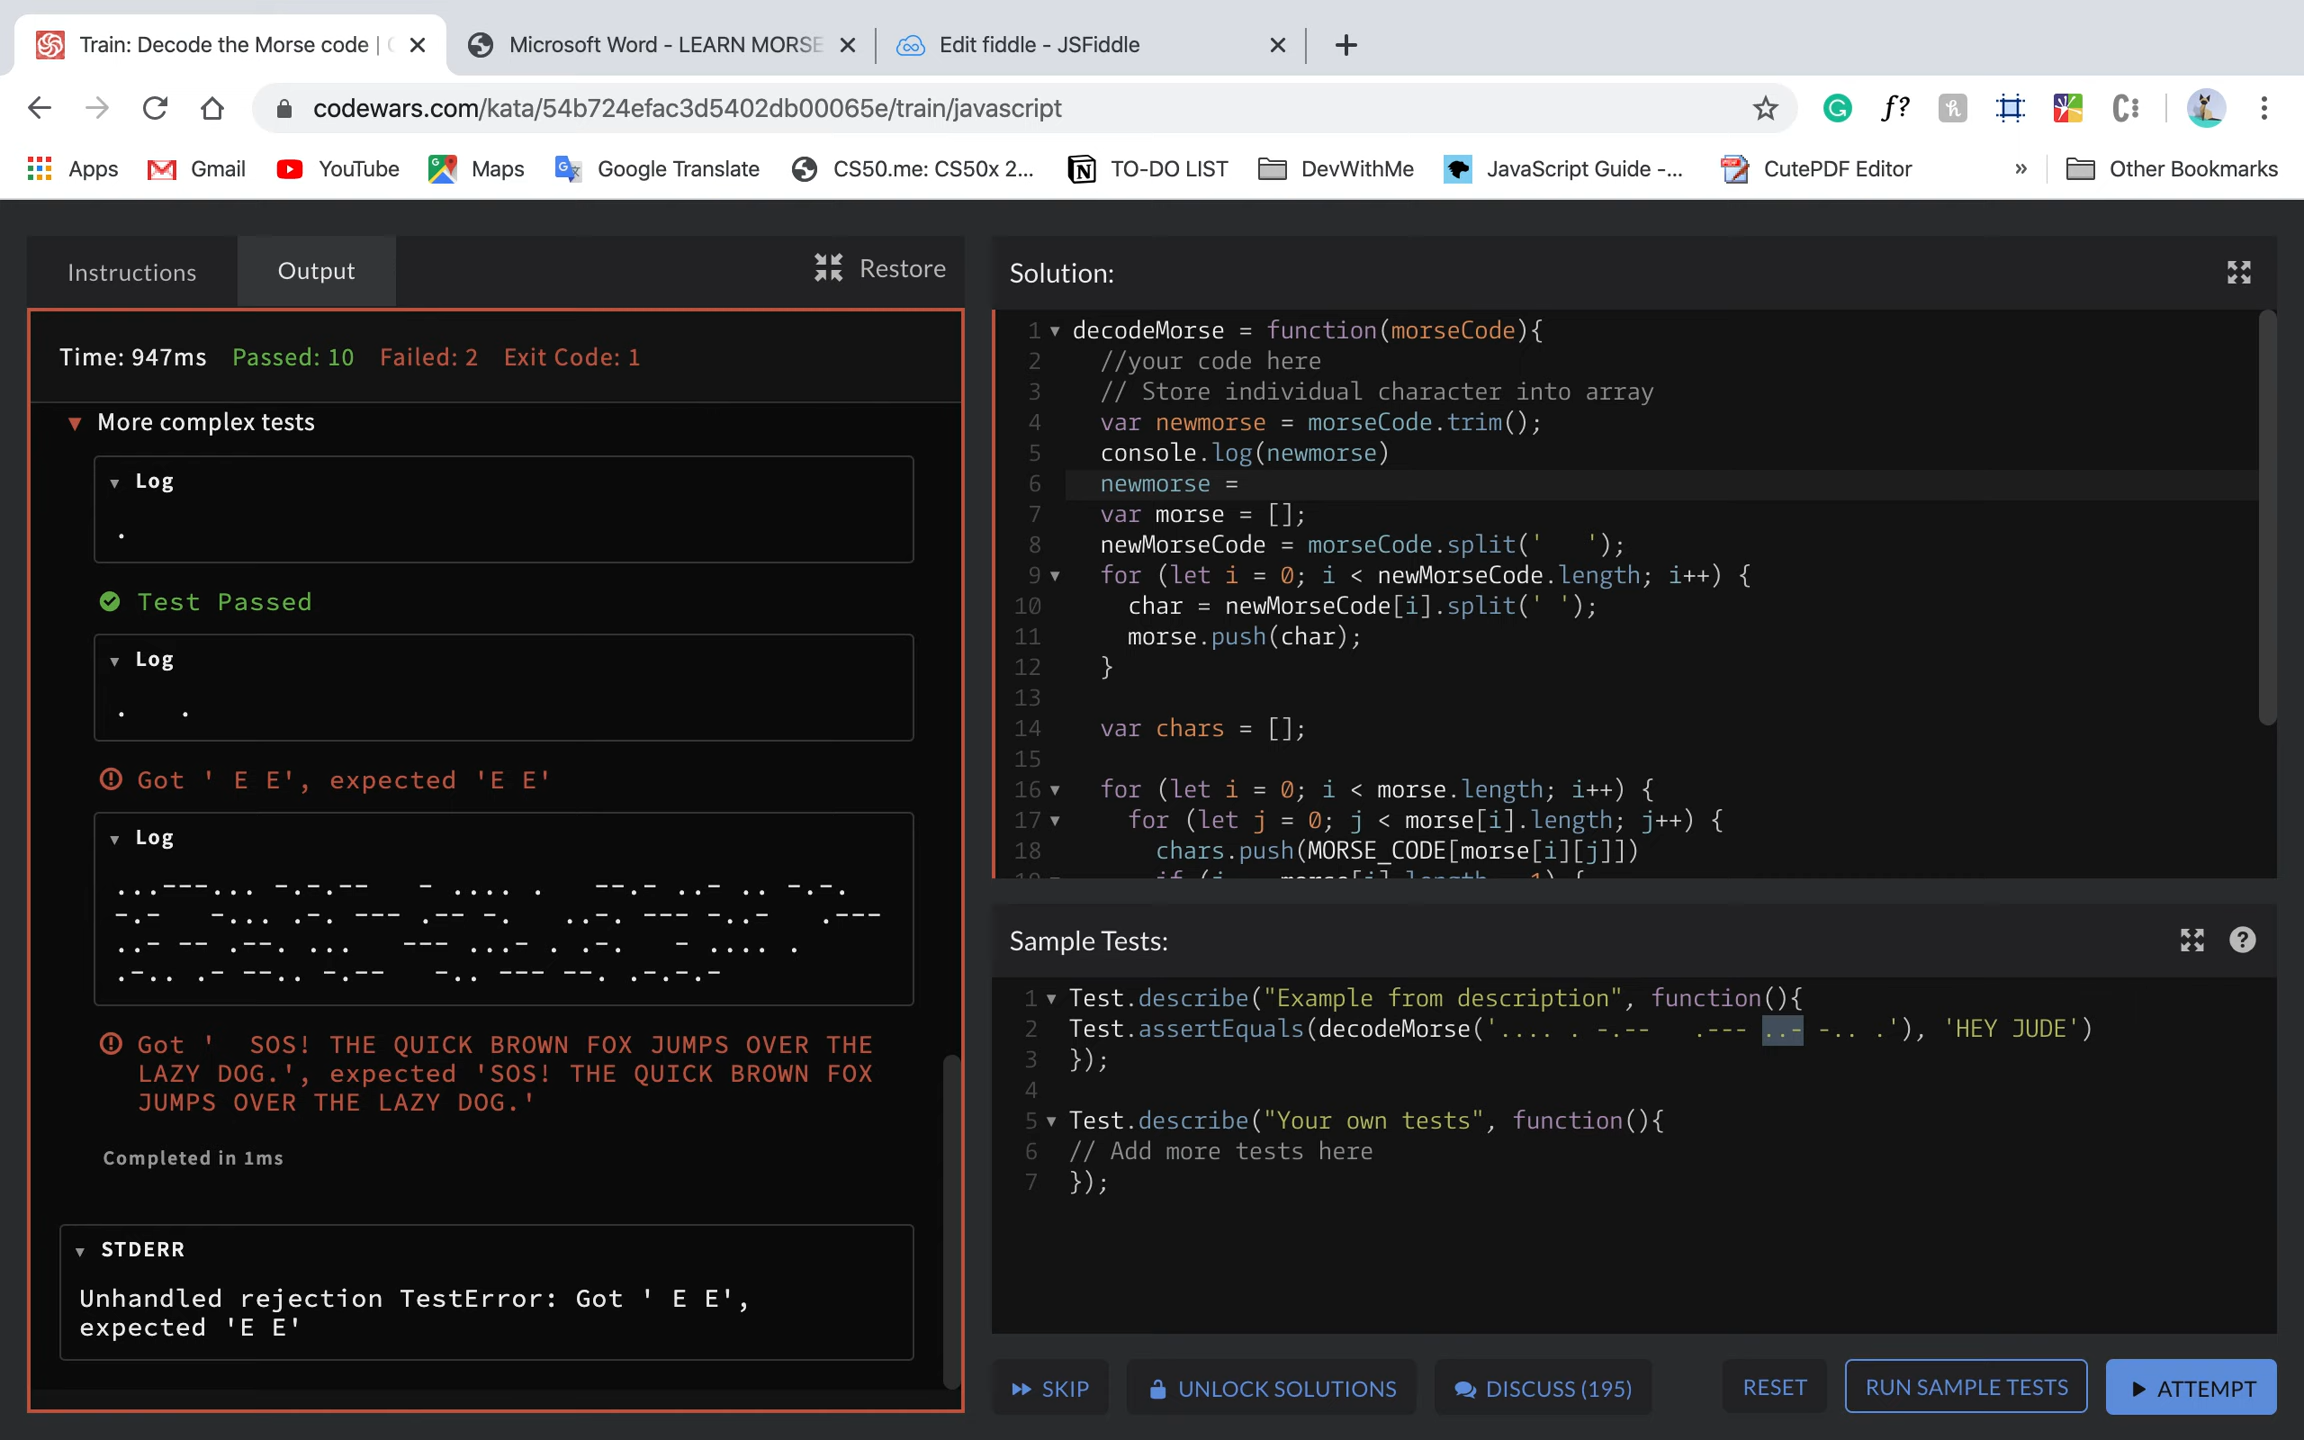 Train: Decode the Morse code |
Microsoft Word - LEARN MORSE
Edit fiddle - JSFiddle
codewars.com/kata/54b724efac3d5402db00065e/train/javascript
Apps Gmail YouTube Maps Google Translate CS50.me: CS50x 2... TO-DO LIST DevWithMe JavaScript Guide -... CutePDF Editor » Other Bookmarks
Instructions Output Restore
Time: 947ms Passed: 10 Failed: 2 Exit Code: 1
More complex tests
Log
.
Test Passed
Log
.   .
Got ' E E', expected 'E E'
Log
...---... -.-.--   - .... .   --.- ..- .. -.-.
-.-   -... .-. --- .-- -.   ..-. --- -..-   .---
..- -- .--. ...   --- ...- . .-.   - .... .
.-.. .- --.. -.--   -.. --- --. .-.-.-
Got '  SOS! THE QUICK BROWN FOX JUMPS OVER THE
LAZY DOG.', expected 'SOS! THE QUICK BROWN FOX
JUMPS OVER THE LAZY DOG.'
Completed in 1ms
STDERR
Unhandled rejection TestError: Got ' E E',
expected 'E E'
Solution:
1 decodeMorse = function(morseCode){
2 //your code here
3 // Store individual character into array
4 var newmorse = morseCode.trim();
5 console.log(newmorse)
6 newmorse =
7 var morse = [];
8 newMorseCode = morseCode.split('   ');
9 for (let i = 0; i < newMorseCode.length; i++) {
10 char = newMorseCode[i].split(' ');
11 morse.push(char);
12 }
13
14 var chars = [];
15
16 for (let i = 0; i < morse.length; i++) {
17 for (let j = 0; j < morse[i].length; j++) {
18 chars.push(MORSE_CODE[morse[i][j]])
Sample Tests:
1 Test.describe("Example from description", function(){
2 Test.assertEquals(decodeMorse('.... . -.--   .--- ..- -.. .'), 'HEY JUDE')
3 });
4
5 Test.describe("Your own tests", function(){
6 // Add more tests here
7 });
SKIP UNLOCK SOLUTIONS DISCUSS (195) RESET RUN SAMPLE TESTS ATTEMPT